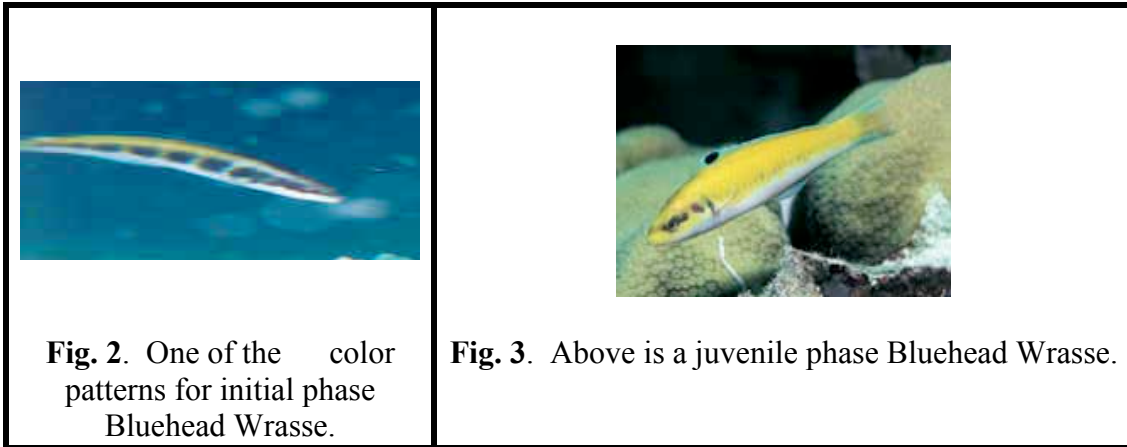 Fig. 2. One of the color
patterns for initial phase
Bluehead Wrasse.
Fig. 3. Above is a juvenile phase Bluehead Wrasse.